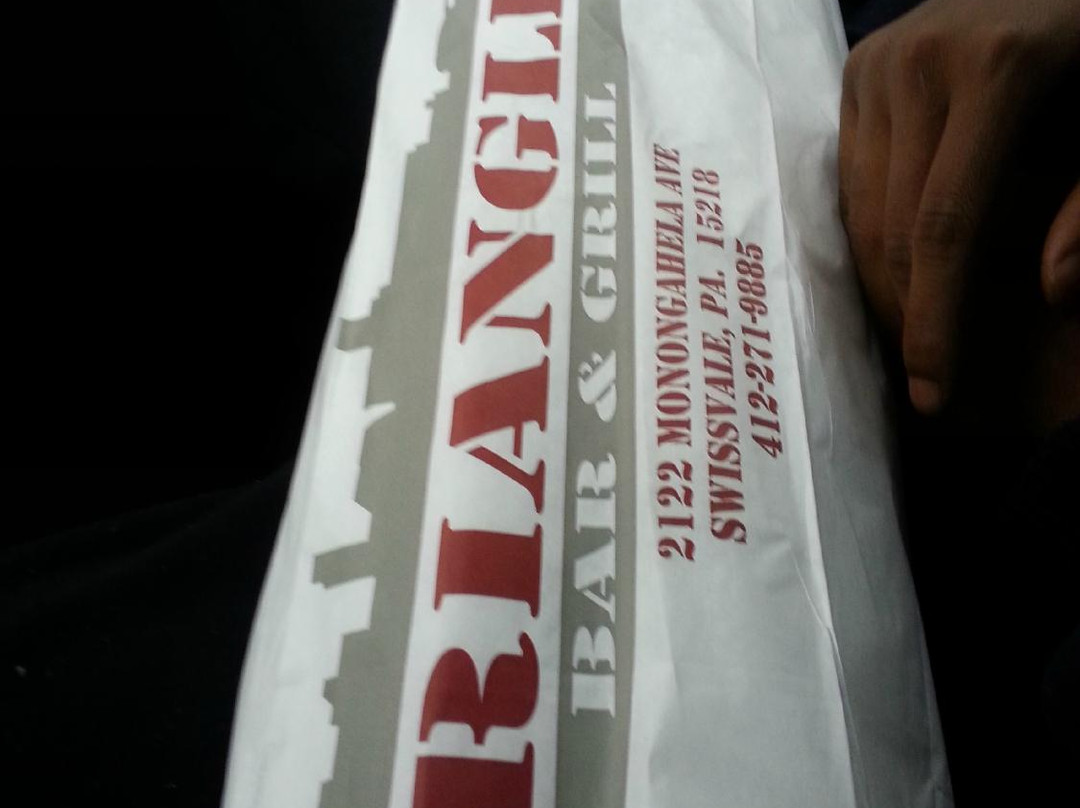 RIANGL
BAR & GRILL
2122 MONONGAHELA AVE
SWISSVALE, PA. 15218
412-271-9885